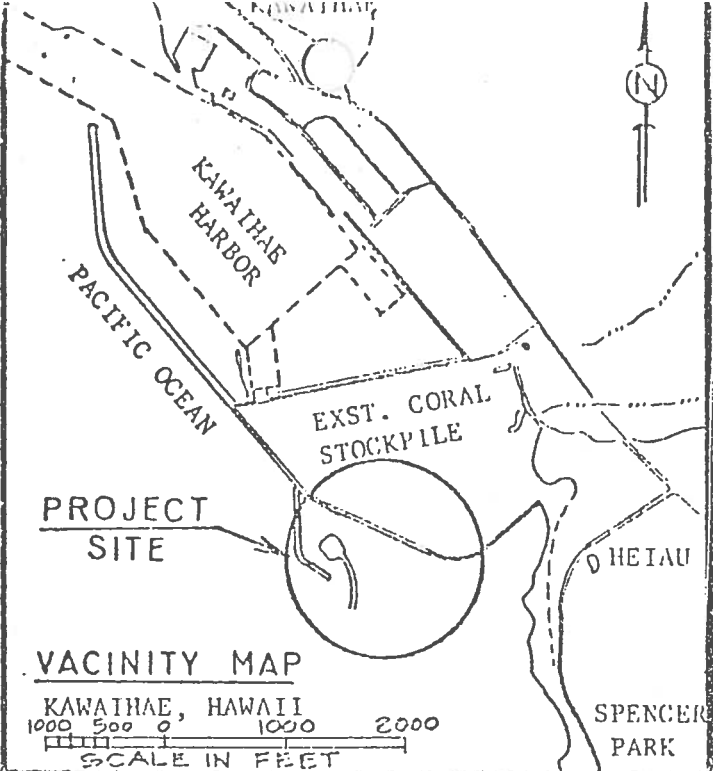 KAWAIHAE
N
KAWAIHAE
HARBOR
PACIFIC OCEAN
EXST. CORAL
STOCKPILE
PROJECT
SITE
HEIAU
VACINITY MAP
KAWAIHAE, HAWAII
1000 500 0 1000 2000
SCALE IN FEET
SPENCER
PARK